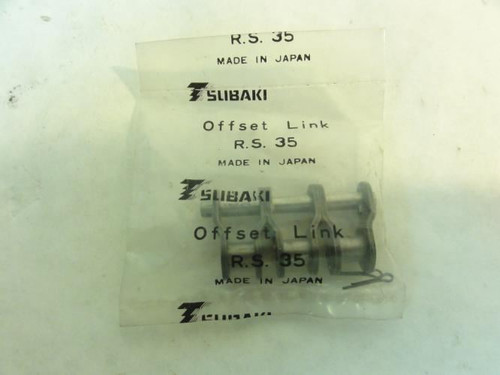 R.S. 35
MADE IN JAPAN
TSUBAKI
Offset Link
R.S. 35
MADE IN JAPAN
TSUBAKI
Offset Link
R.S. 35
MADE IN JAPAN
TSUBAKI